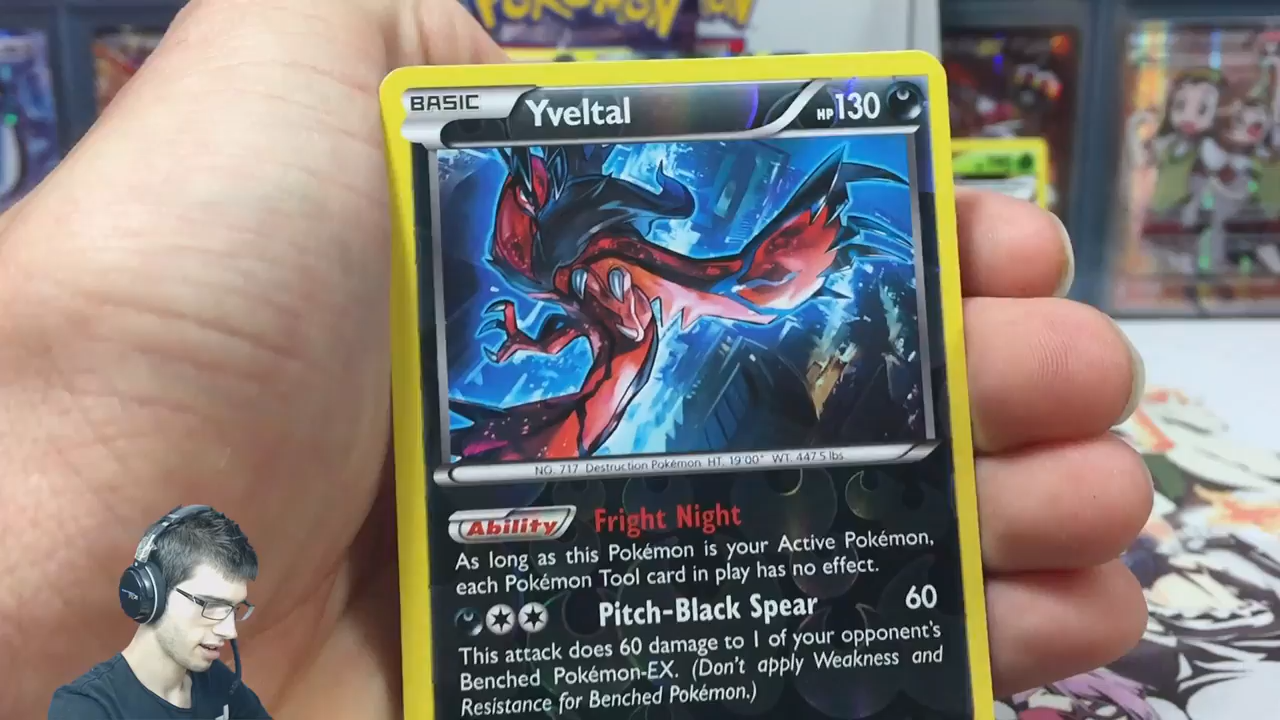 POKÉMON
BASIC Yveltal HP 130
NO. 717 Destruction Pokémon HT. 19'00" WT. 447.5 lbs
Ability Fright Night
As long as this Pokémon is your Active Pokémon,
each Pokémon Tool card in play has no effect.
Pitch-Black Spear 60
This attack does 60 damage to 1 of your opponent's
Benched Pokémon-EX. (Don't apply Weakness and
Resistance for Benched Pokémon.)